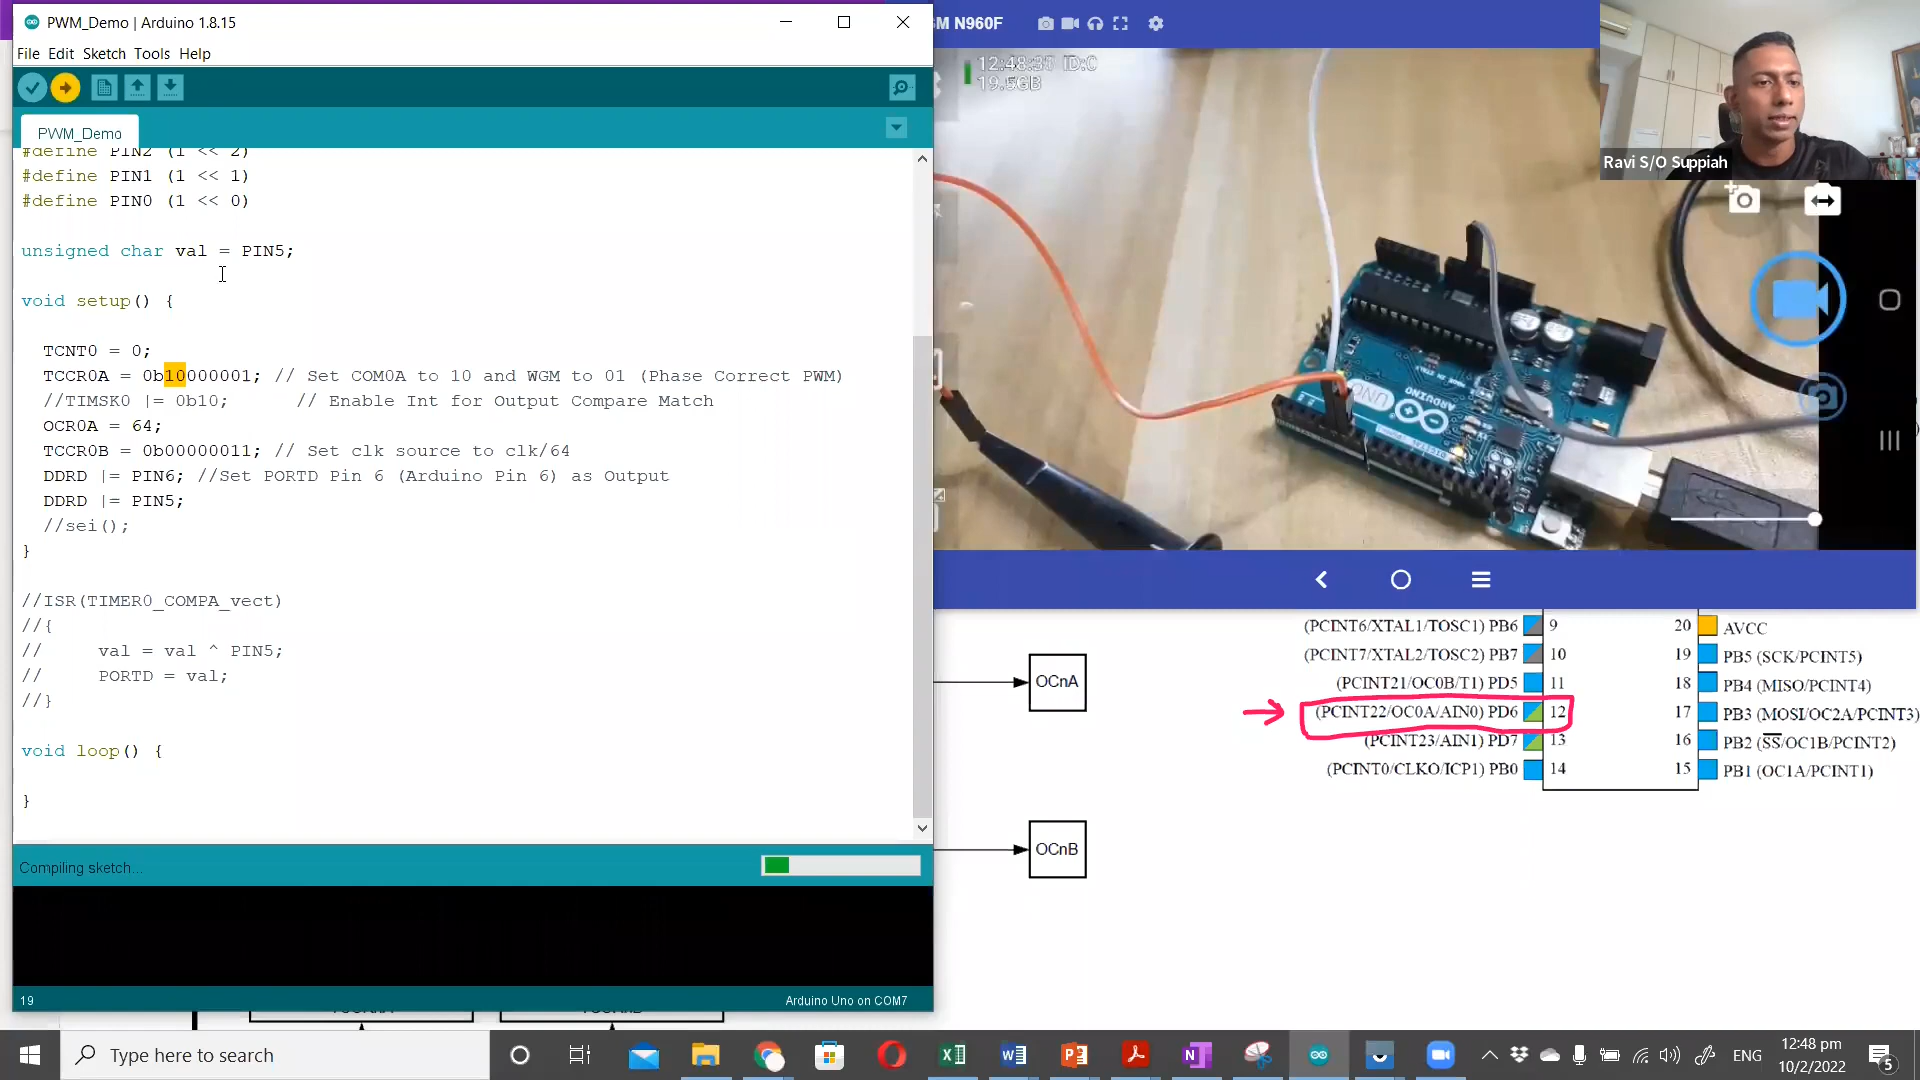 PWM_Demo | Arduino 1.8.15
File Edit Sketch Tools Help
PWM_Demo
#define PIN2 (1 << 2)
#define PIN1 (1 << 1)
#define PIN0 (1 << 0)
unsigned char val = PIN5;
void setup() {
TCNT0 = 0;
TCCR0A = 0b10000001; // Set COM0A to 10 and WGM to 01 (Phase Correct PWM)
//TIMSK0 |= 0b10; // Enable Int for Output Compare Match
OCR0A = 64;
TCCR0B = 0b00000011; // Set clk source to clk/64
DDRD |= PIN6; //Set PORTD Pin 6 (Arduino Pin 6) as Output
DDRD |= PIN5;
//sei();
}
//ISR(TIMER0_COMPA_vect)
//{
// val = val ^ PIN5;
// PORTD = val;
//}
void loop() {
}
Compiling sketch...
19
Arduino Uno on COM7
M N960F
12:48:37 ID:C
19.5GB
Ravi S/O Suppiah
UNO
ARDUINO
OCnA
OCnB
(PCINT6/XTAL1/TOSC1) PB6 9
(PCINT7/XTAL2/TOSC2) PB7 10
(PCINT21/OC0B/T1) PD5 11
(PCINT22/OC0A/AIN0) PD6 12
(PCINT23/AIN1) PD7 13
(PCINT0/CLKO/ICP1) PB0 14
20 AVCC
19 PB5 (SCK/PCINT5)
18 PB4 (MISO/PCINT4)
17 PB3 (MOSI/OC2A/PCINT3)
16 PB2 (SS/OC1B/PCINT2)
15 PB1 (OC1A/PCINT1)
Type here to search
ENG
12:48 pm
10/2/2022
5